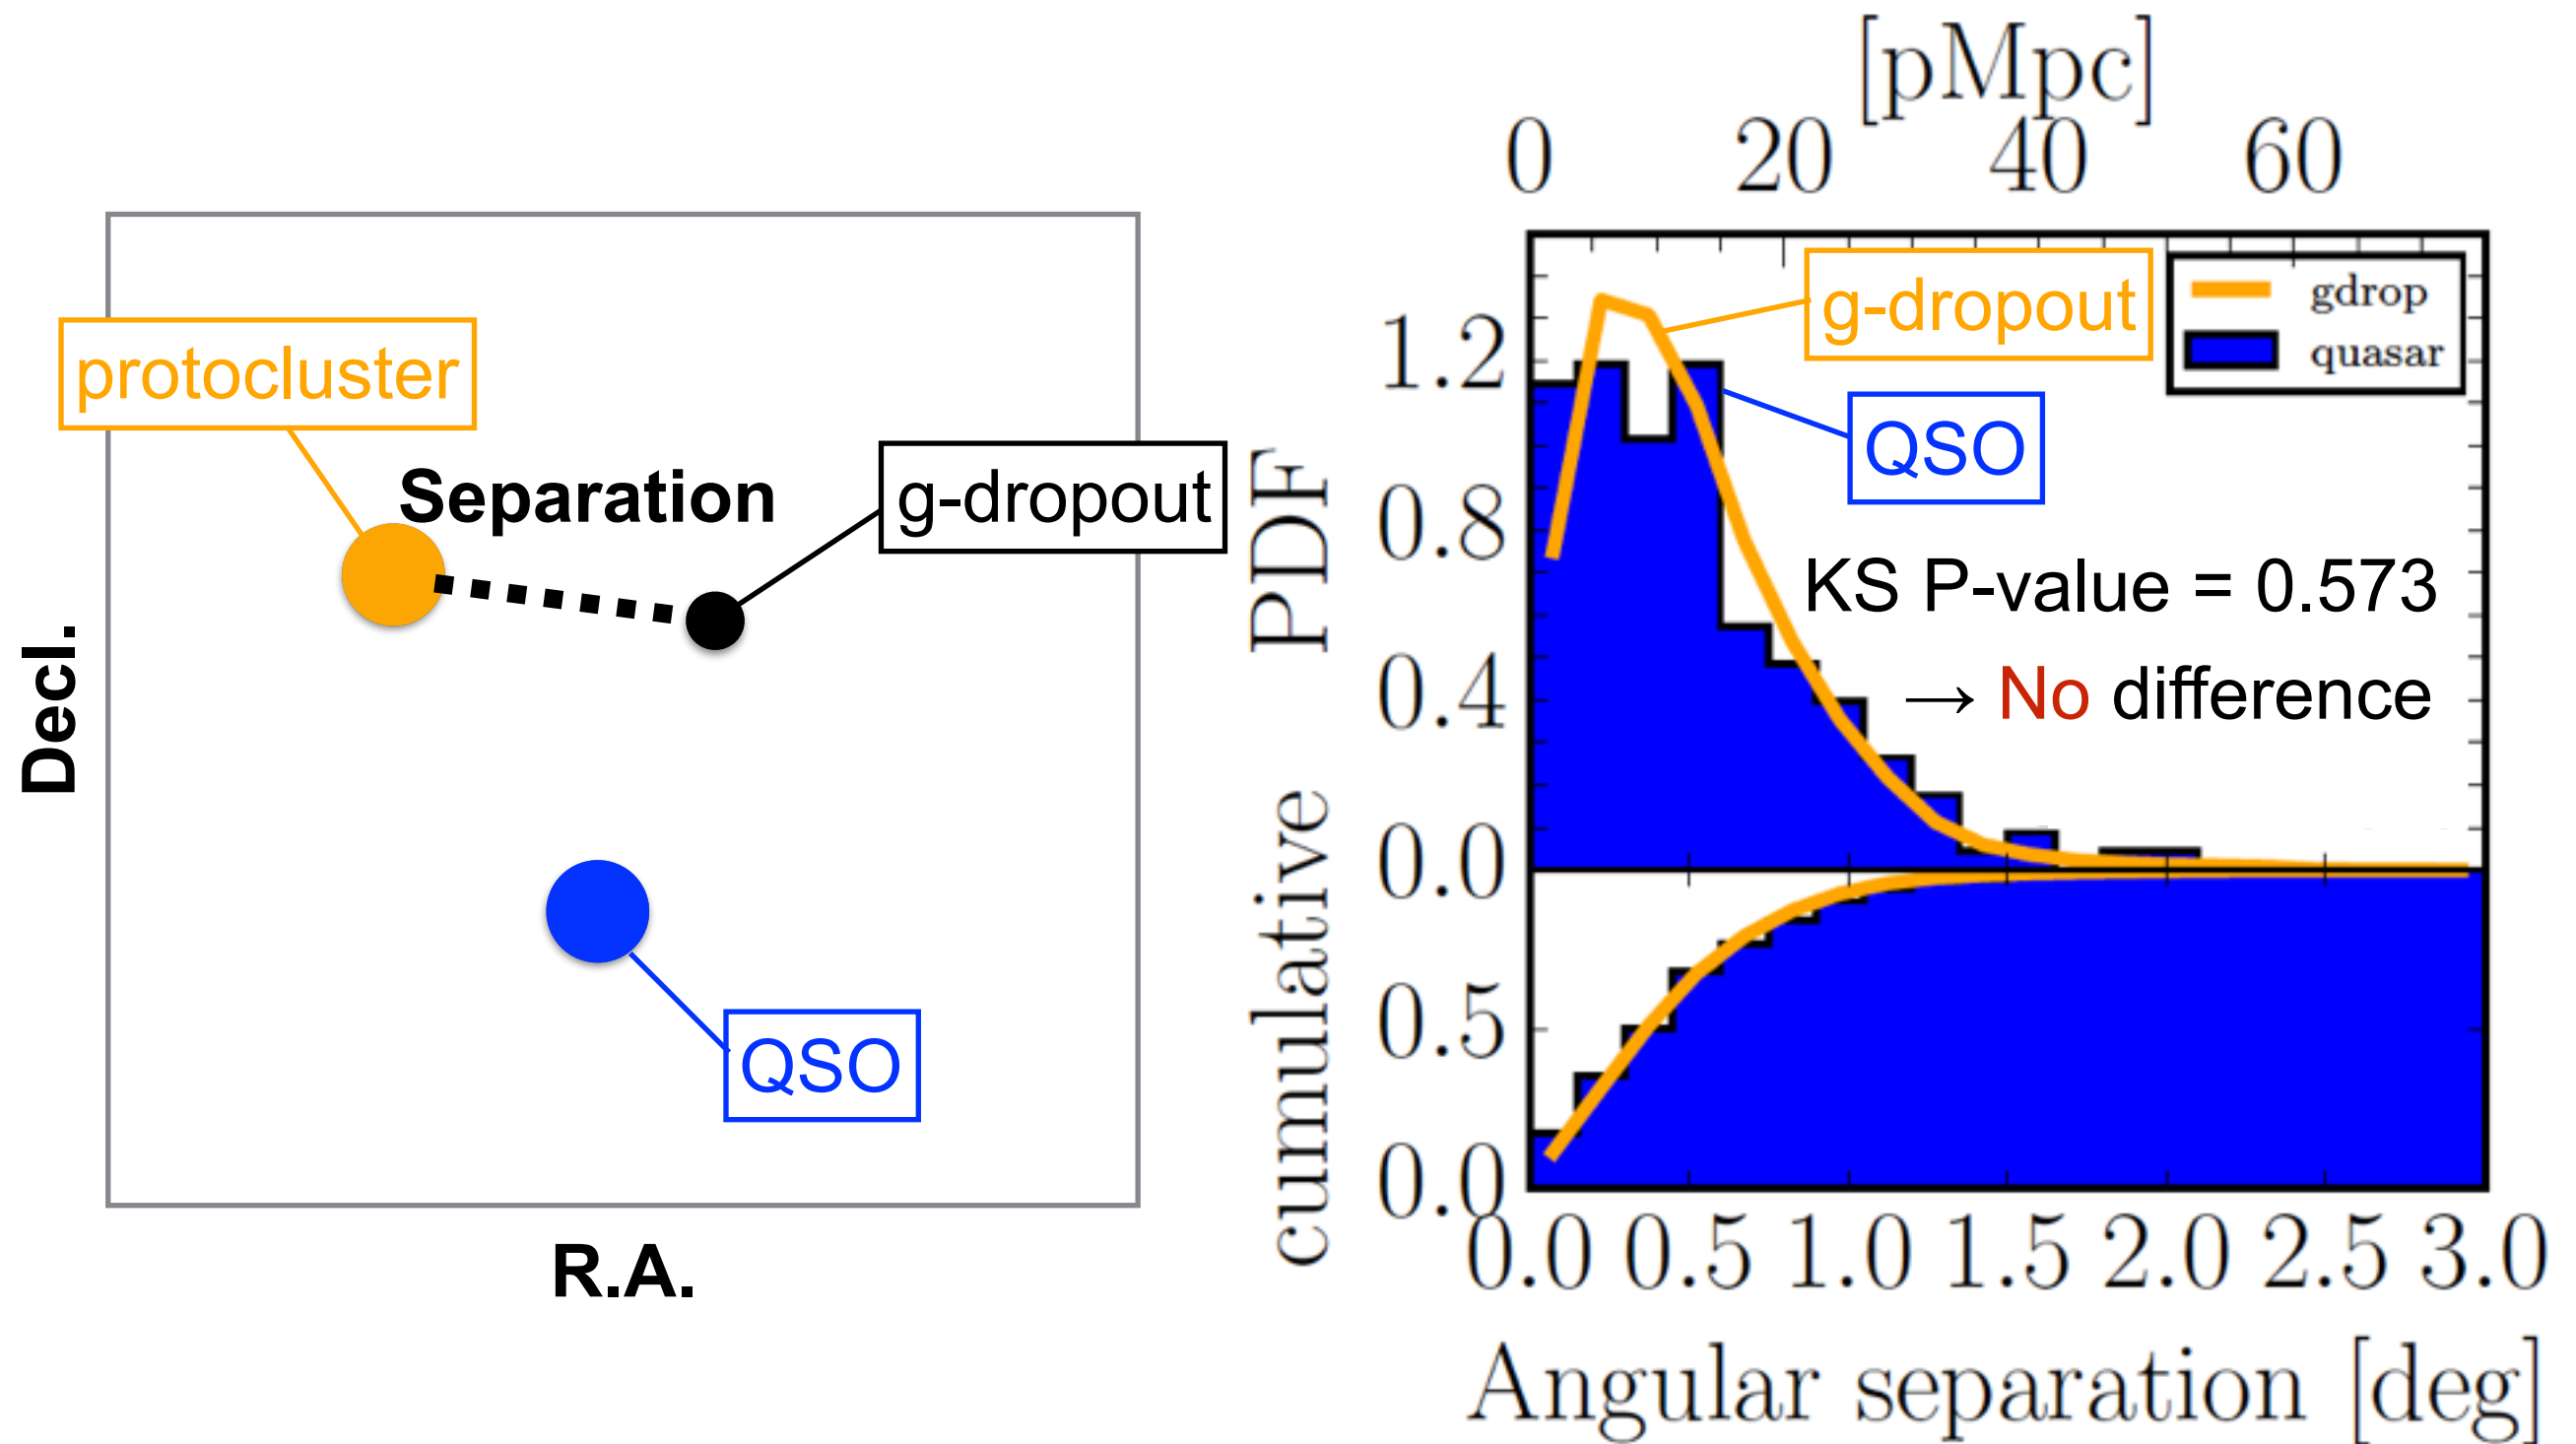 protocluster
Separation
g-dropout
QSO
Decl.
R.A.
[pMpc]
0 20 40 60
g-dropout
gdrop
quasar
QSO
KS P-value = 0.573
→ No difference
PDF
1.2
0.8
0.4
0.0
cumulative
0.5
0.0
0.0 0.5 1.0 1.5 2.0 2.5 3.0
Angular separation [deg]